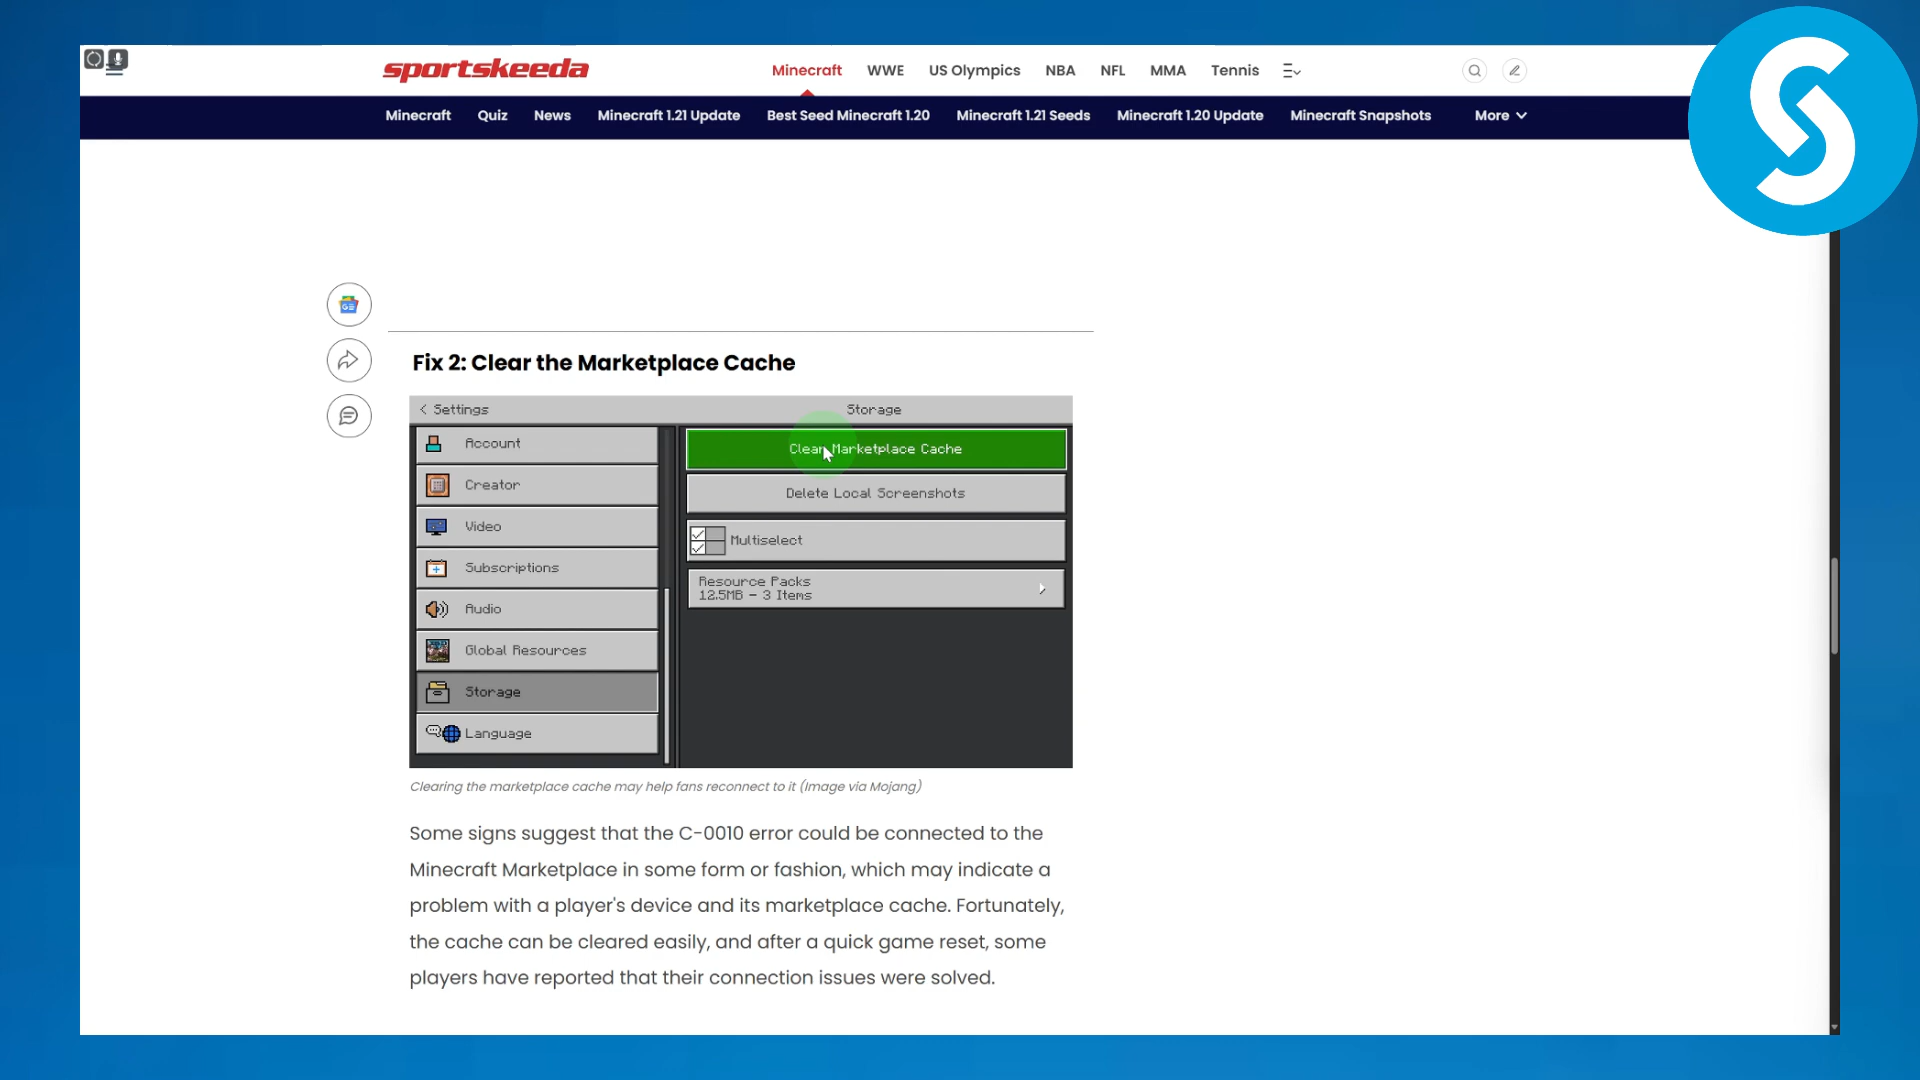 sportskeeda
Minecraft WWE US Olympics NBA NFL MMA Tennis
Minecraft Quiz News Minecraft 1.21 Update Best Seed Minecraft 1.20 Minecraft 1.21 Seeds Minecraft 1.20 Update Minecraft Snapshots More
Fix 2: Clear the Marketplace Cache
< Settings
Storage
Account
Creator
Video
Subscriptions
Audio
Global Resources
Storage
Language
Clear Marketplace Cache
Delete Local Screenshots
Multiselect
Resource Packs
12.5MB - 3 Items
Clearing the marketplace cache may help fans reconnect to it (Image via Mojang)
Some signs suggest that the C-0010 error could be connected to the
Minecraft Marketplace in some form or fashion, which may indicate a
problem with a player's device and its marketplace cache. Fortunately,
the cache can be cleared easily, and after a quick game reset, some
players have reported that their connection issues were solved.